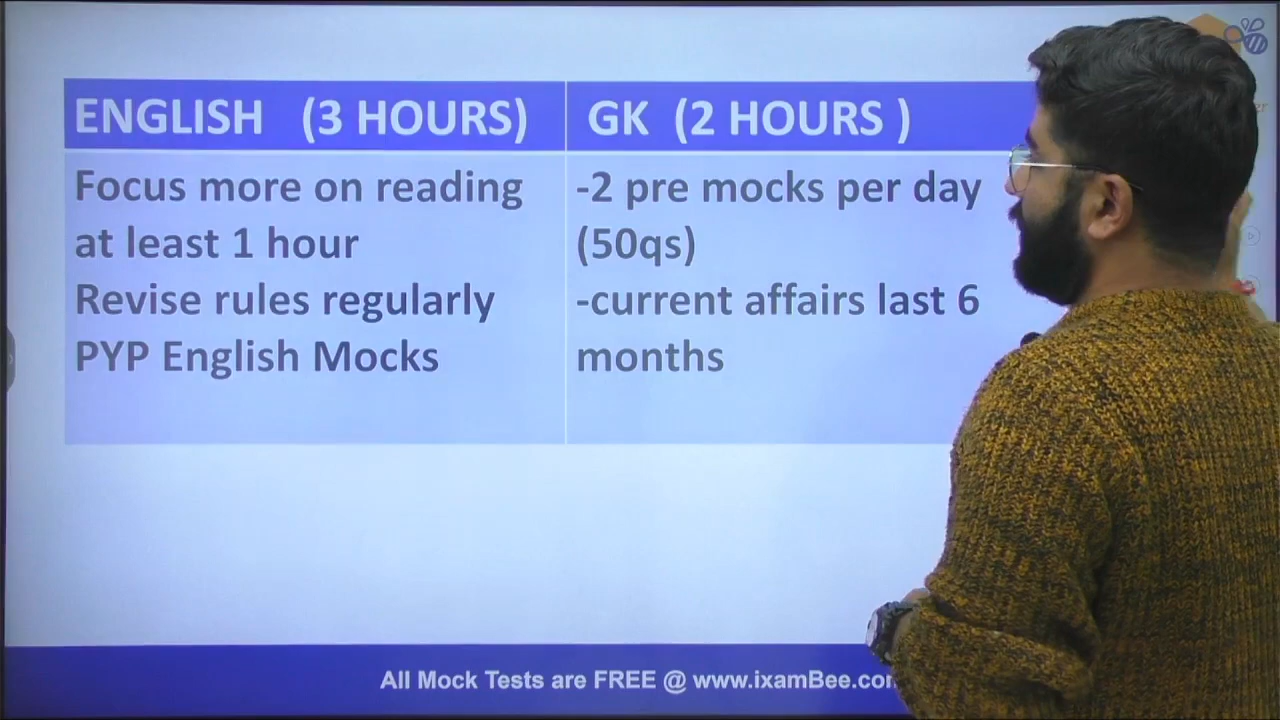 ENGLISH (3 HOURS)
GK (2 HOURS )
Focus more on reading
at least 1 hour
Revise rules regularly
PYP English Mocks
-2 pre mocks per day
(50qs)
-current affairs last 6
months
All Mock Tests are FREE @ www.ixamBee.com